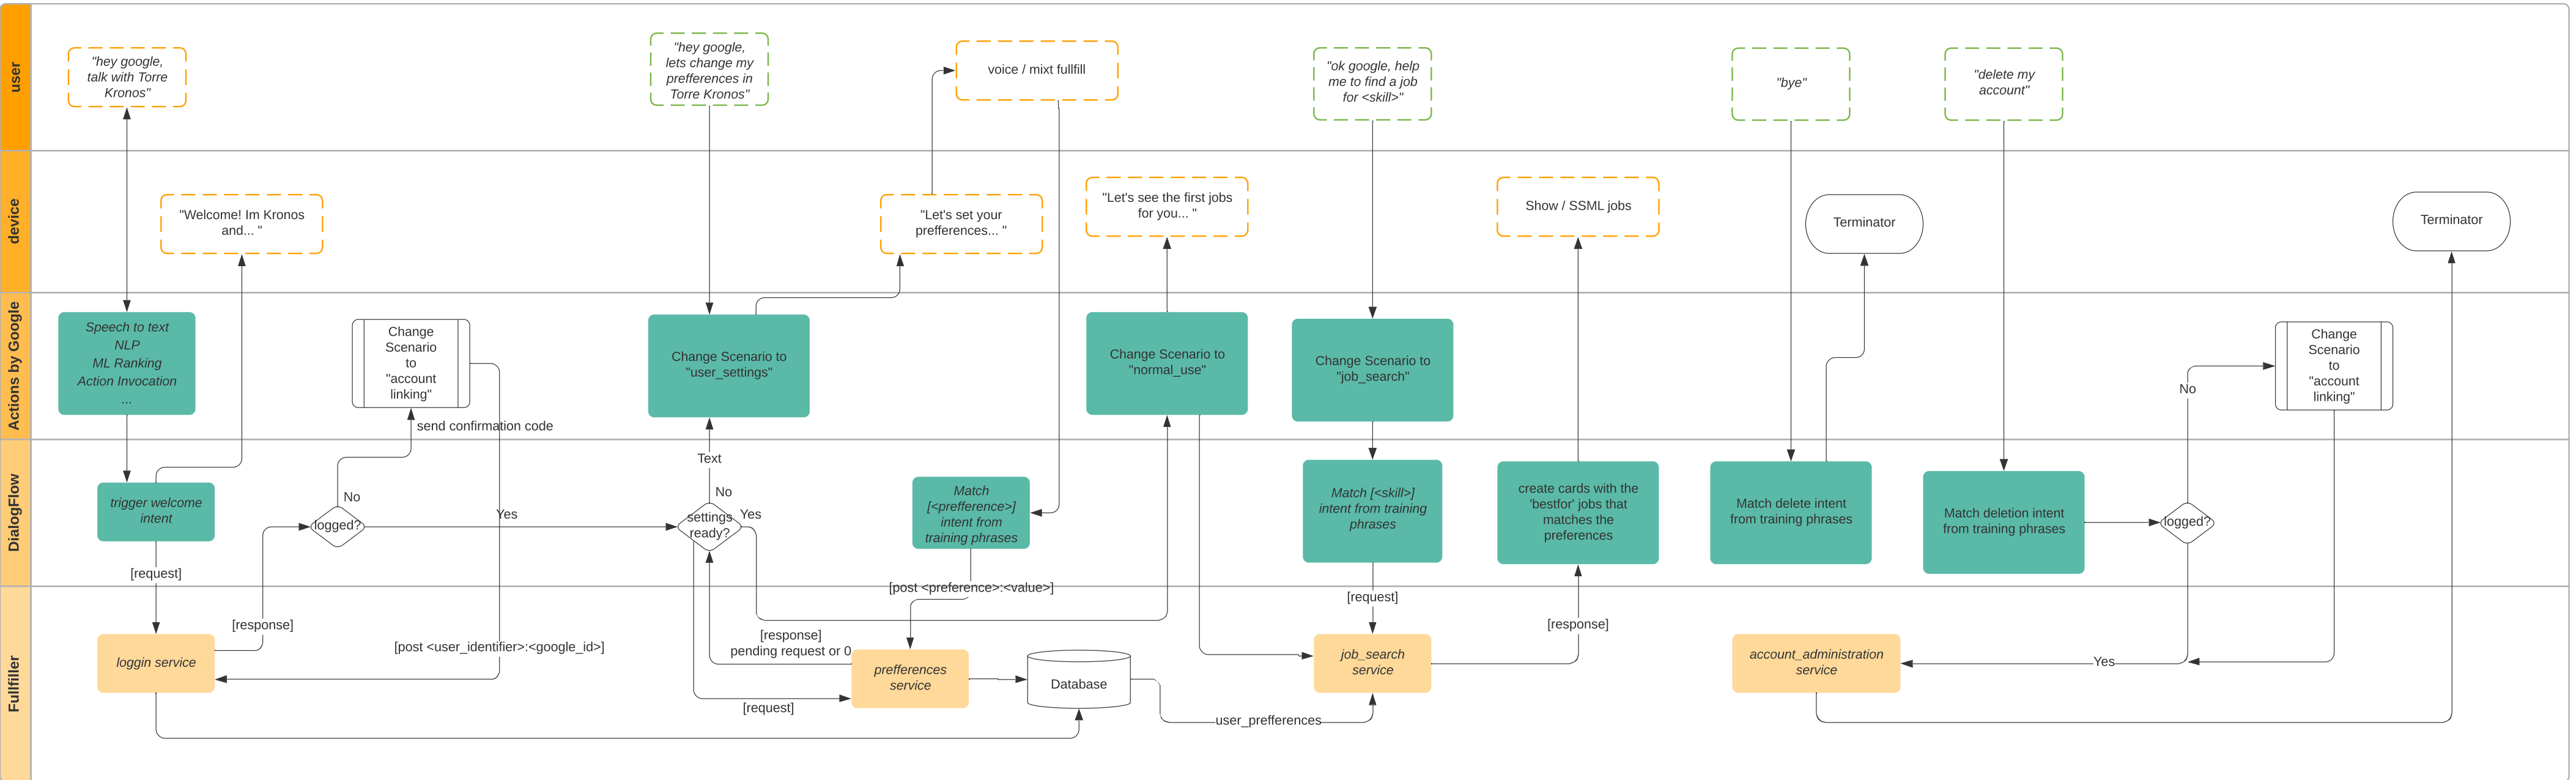 user
"hey google,
talk with Torre
Kronos"
"hey google,
lets change my
prefferences in
Torre Kronos"
voice / mixt fullfill
"ok google, help
me to find a job
for <skill>"
"bye"
"delete my
account"
device
"Welcome! Im Kronos
and... "
"Let's set your
prefferences... "
"Let's see the first jobs
for you... "
Show / SSML jobs
Terminator
Terminator
Actions by Google
Speech to text
NLP
ML Ranking
Action Invocation
...
Change
Scenario
to
"account
linking"
send confirmation code
Change Scenario to
"user_settings"
Change Scenario to
"normal_use"
Change Scenario to
"job_search"
No
Change
Scenario
to
"account
linking"
DialogFlow
trigger welcome
intent
[request]
No
logged?
Yes
Text
No
settings
ready?
Yes
Match
[<prefference>]
intent from
training phrases
Match [<skill>]
intent from training
phrases
create cards with the
'bestfor' jobs that
matches the
preferences
Match delete intent
from training phrases
Match deletion intent
from training phrases
logged?
[post <preference>:<value>]
Fullfiller
loggin service
[response]
[post <user_identifier>:<google_id>]
[response]
pending request or 0
[request]
prefferences
service
Database
user_prefferences
[request]
job_search
service
[response]
account_administration
service
Yes